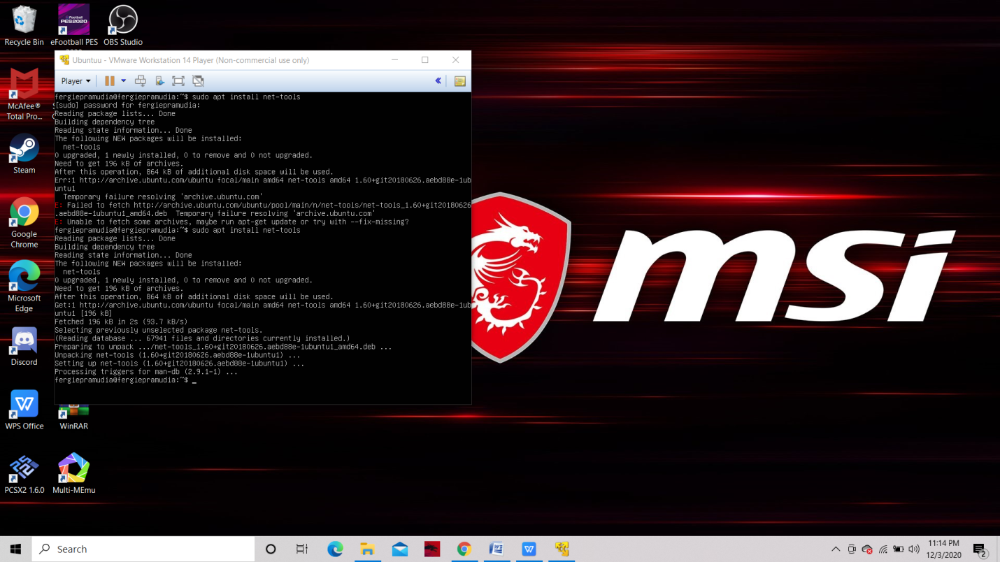 Recycle Bin
eFootball PES
OBS Studio
PES2020
Ubuntuu - VMware Workstation 14 Player (Non-commercial use only)
Player
fergiepramudia@fergiepramudia:~$ sudo apt install net-tools
[sudo] password for fergiepramudia:
Reading package lists... Done
Building dependency tree
Reading state information... Done
The following NEW packages will be installed:
  net-tools
0 upgraded, 1 newly installed, 0 to remove and 0 not upgraded.
Need to get 196 kB of archives.
After this operation, 864 kB of additional disk space will be used.
Err:1 http://archive.ubuntu.com/ubuntu focal/main amd64 net-tools amd64 1.60+git20180626.aebd88e-1ub
untu1
  Temporary failure resolving 'archive.ubuntu.com'
E: Failed to fetch http://archive.ubuntu.com/ubuntu/pool/main/n/net-tools/net-tools_1.60+git20180626
.aebd88e-1ubuntu1_amd64.deb  Temporary failure resolving 'archive.ubuntu.com'
E: Unable to fetch some archives, maybe run apt-get update or try with --fix-missing?
fergiepramudia@fergiepramudia:~$ sudo apt install net-tools
Reading package lists... Done
Building dependency tree
Reading state information... Done
The following NEW packages will be installed:
  net-tools
0 upgraded, 1 newly installed, 0 to remove and 0 not upgraded.
Need to get 196 kB of archives.
After this operation, 864 kB of additional disk space will be used.
Get:1 http://archive.ubuntu.com/ubuntu focal/main amd64 net-tools amd64 1.60+git20180626.aebd88e-1ub
untu1 [196 kB]
Fetched 196 kB in 2s (93.7 kB/s)
Selecting previously unselected package net-tools.
(Reading database ... 67941 files and directories currently installed.)
Preparing to unpack .../net-tools_1.60+git20180626.aebd88e-1ubuntu1_amd64.deb ...
Unpacking net-tools (1.60+git20180626.aebd88e-1ubuntu1) ...
Setting up net-tools (1.60+git20180626.aebd88e-1ubuntu1) ...
Processing triggers for man-db (2.9.1-1) ...
fergiepramudia@fergiepramudia:~$ _
McAfee®
Total Pro...
Steam
Google
Chrome
Microsoft
Edge
Discord
WPS Office
WinRAR
PCSX2 1.6.0
Multi-MEmu
msi
Search
11:14 PM
12/3/2020
2